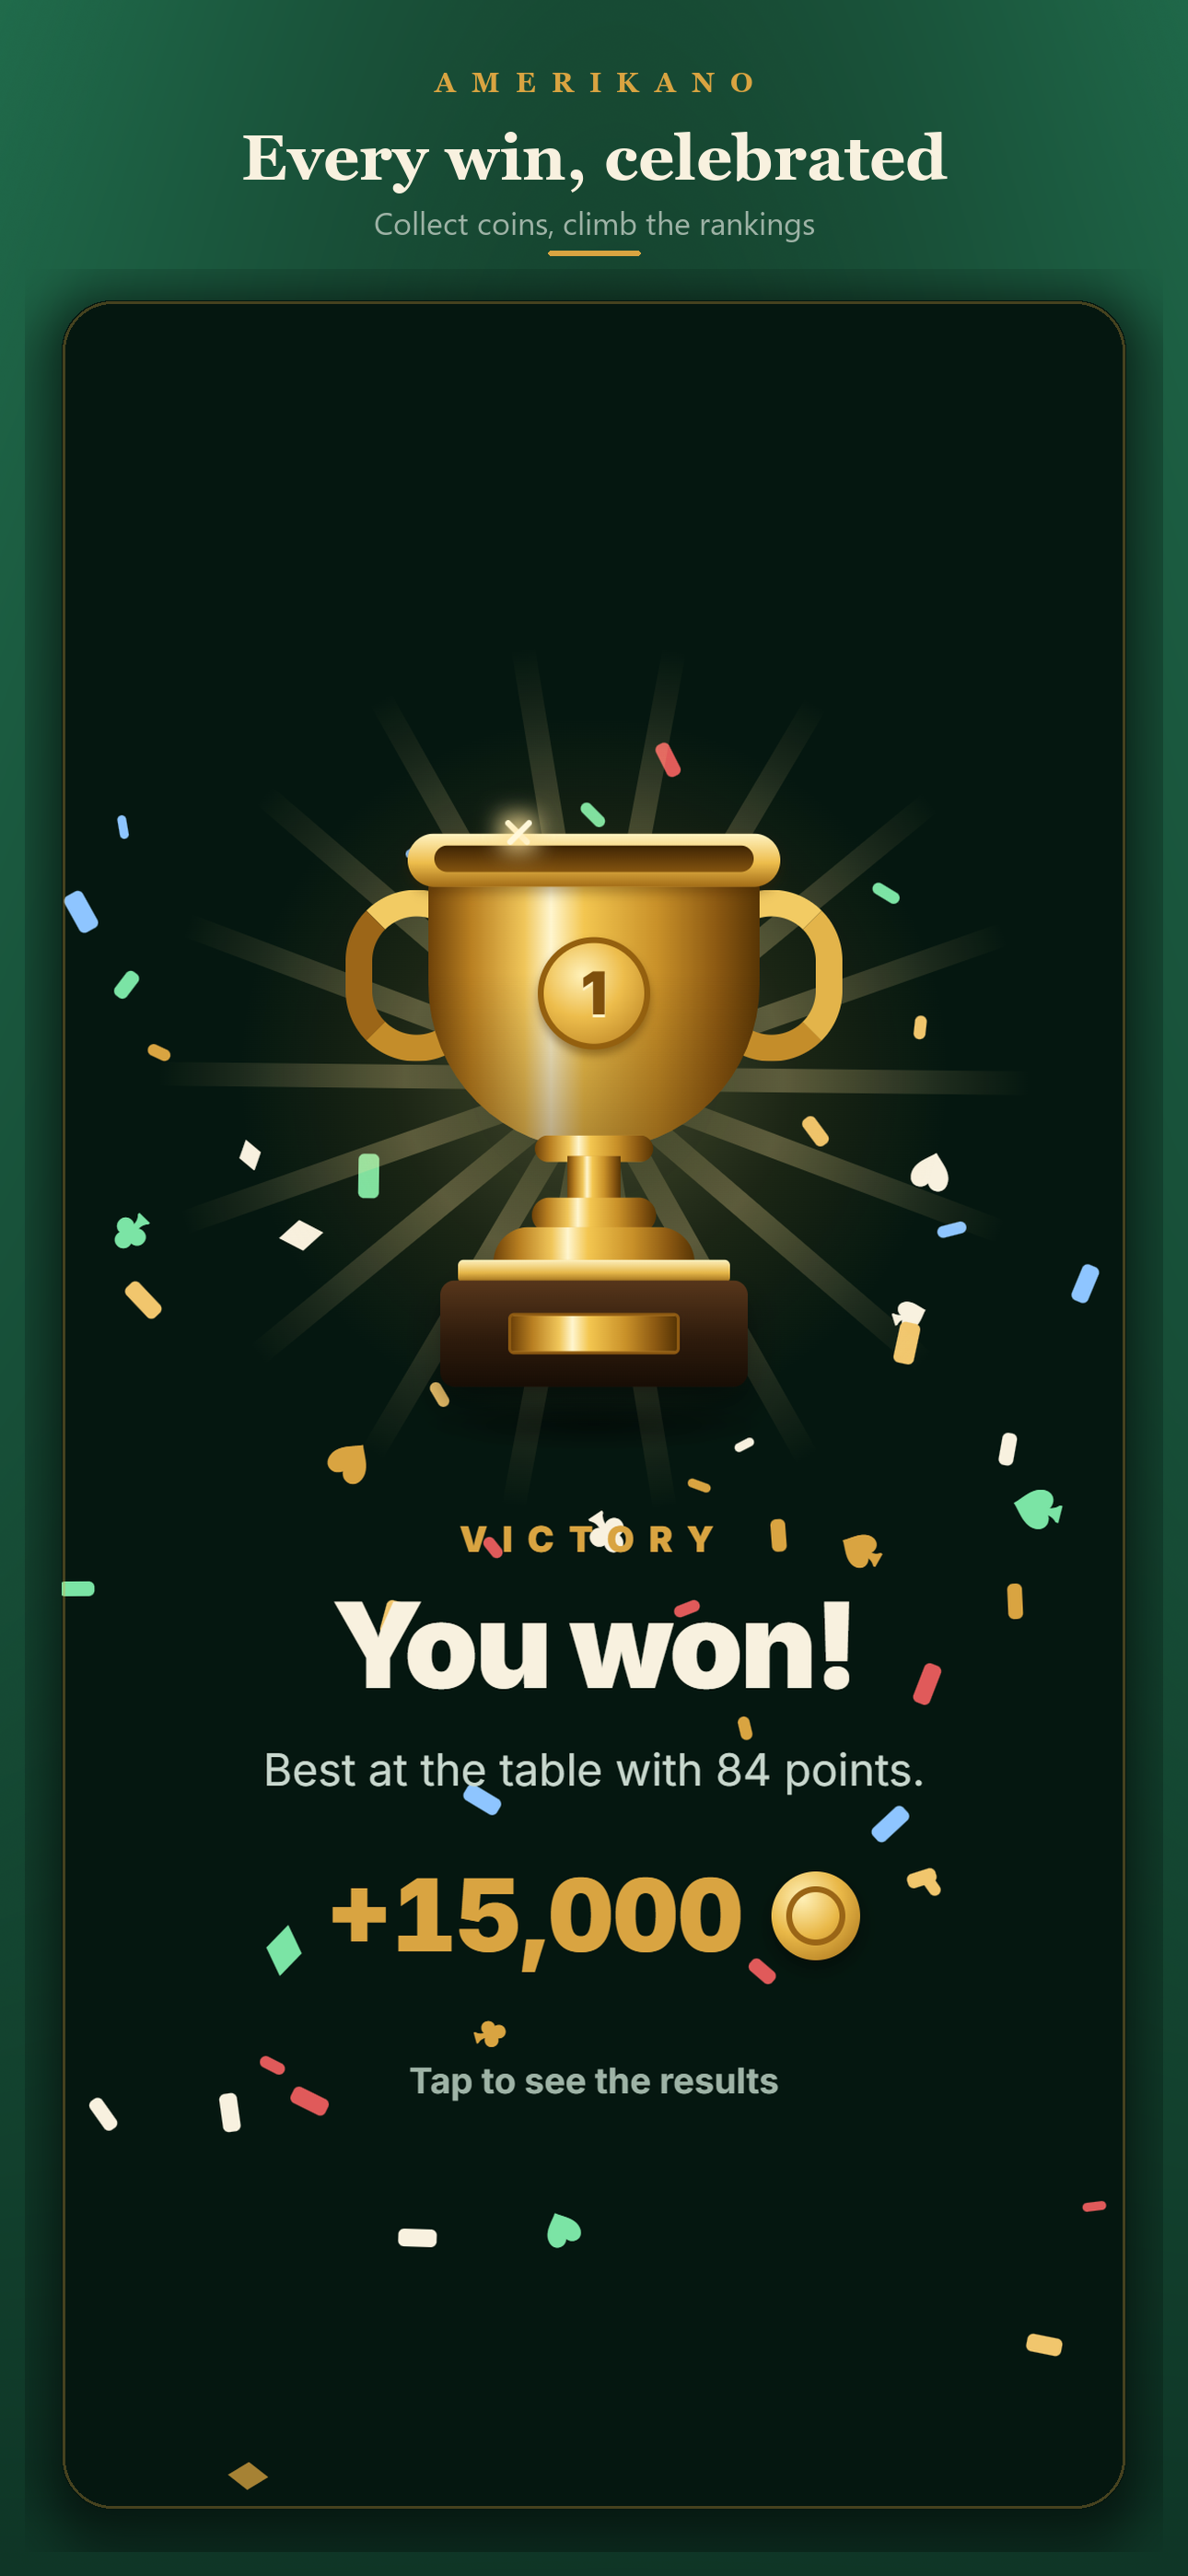 AMERIKANO
Every win, celebrated
Collect coins, climb the rankings
1
VICTORY
You won!
Best at the table with 84 points.
+15,000
Tap to see the results